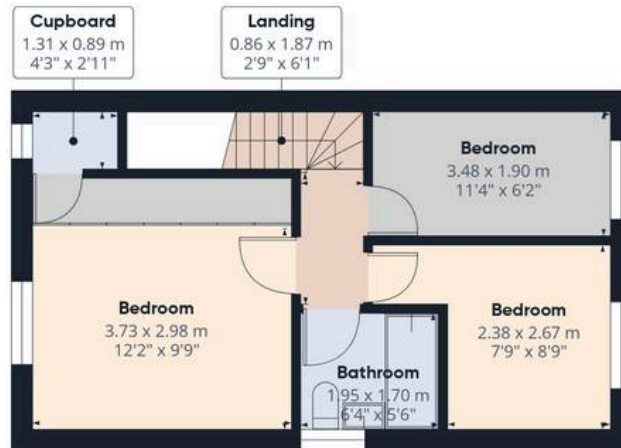 Cupboard
1.31 x 0.89 m
4'3" x 2'11"
Landing
0.86 x 1.87 m
2'9" x 6'1"
Bedroom
3.48 x 1.90 m
11'4" x 6'2"
Bedroom
3.73 x 2.98 m
12'2" x 9'9"
Bedroom
2.38 x 2.67 m
7'9" x 8'9"
Bathroom
1.95 x 1.70 m
6'4" x 5'6"